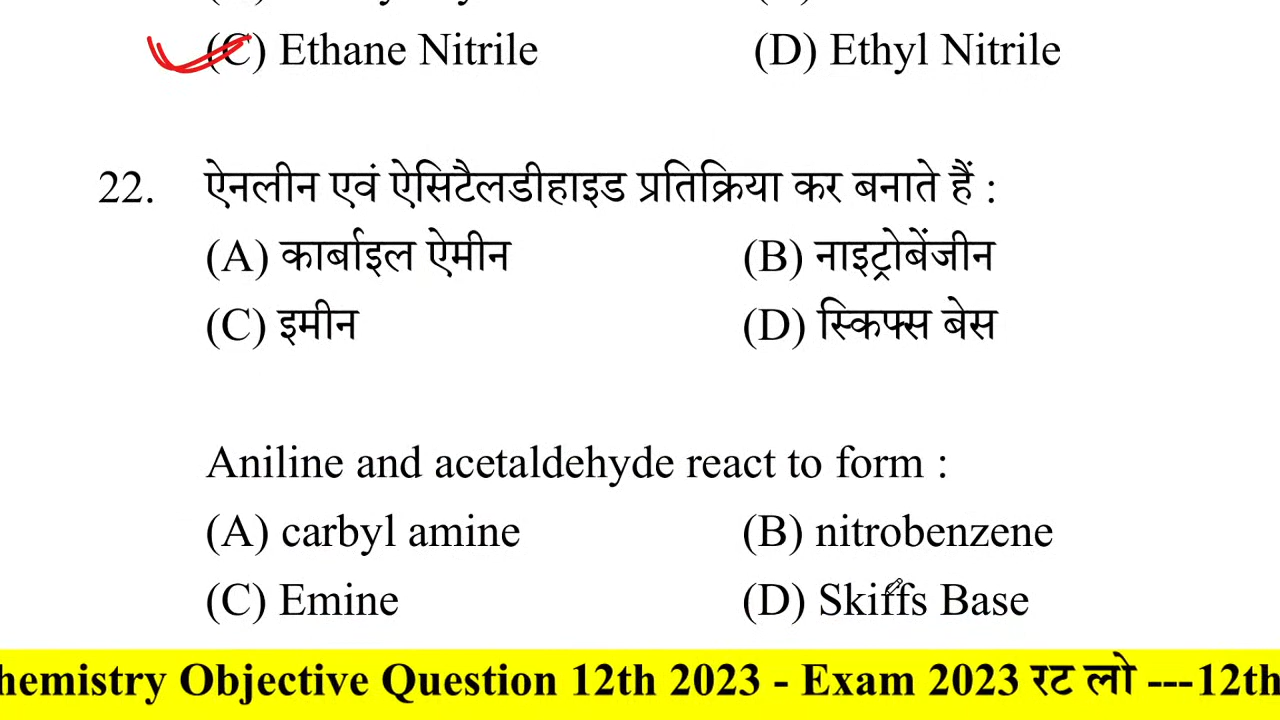 (C) Ethane Nitrile (D) Ethyl Nitrile
22. ऐनलीन एवं ऐसिटैलडीहाइड प्रतिक्रिया कर बनाते हैं :
(A) कार्बाइल ऐमीन (B) नाइट्रोबेंजीन
(C) इमीन (D) स्किफ्स बेस
Aniline and acetaldehyde react to form :
(A) carbyl amine (B) nitrobenzene
(C) Emine (D) Skiffs Base
hemistry Objective Question 12th 2023 - Exam 2023 रट लो ---12th